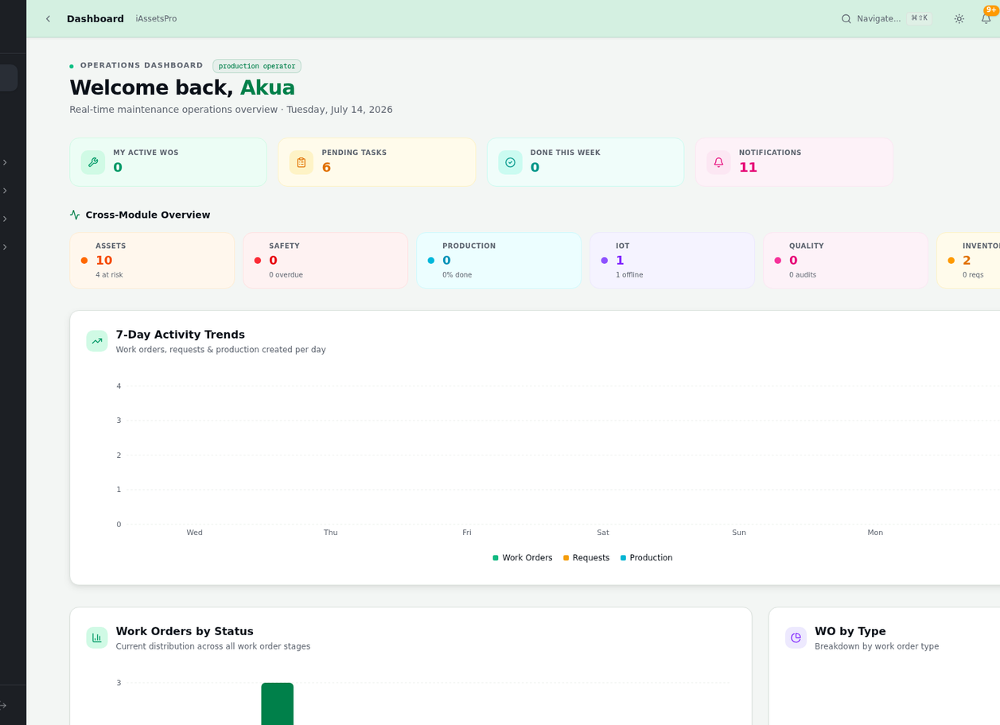 Dashboard iAssetsPro Navigate... ⌘⇧K 9+
OPERATIONS DASHBOARD production operator
Welcome back, Akua
Real-time maintenance operations overview · Tuesday, July 14, 2026
MY ACTIVE WOS
0
PENDING TASKS
6
DONE THIS WEEK
0
NOTIFICATIONS
11
Cross-Module Overview
ASSETS
10
4 at risk
SAFETY
0
0 overdue
PRODUCTION
0
0% done
IOT
1
1 offline
QUALITY
0
0 audits
INVENTO
2
0 reqs
7-Day Activity Trends
Work orders, requests & production created per day
4
3
2
1
0
Wed Thu Fri Sat Sun Mon
Work Orders Requests Production
Work Orders by Status
Current distribution across all work order stages
3
WO by Type
Breakdown by work order type